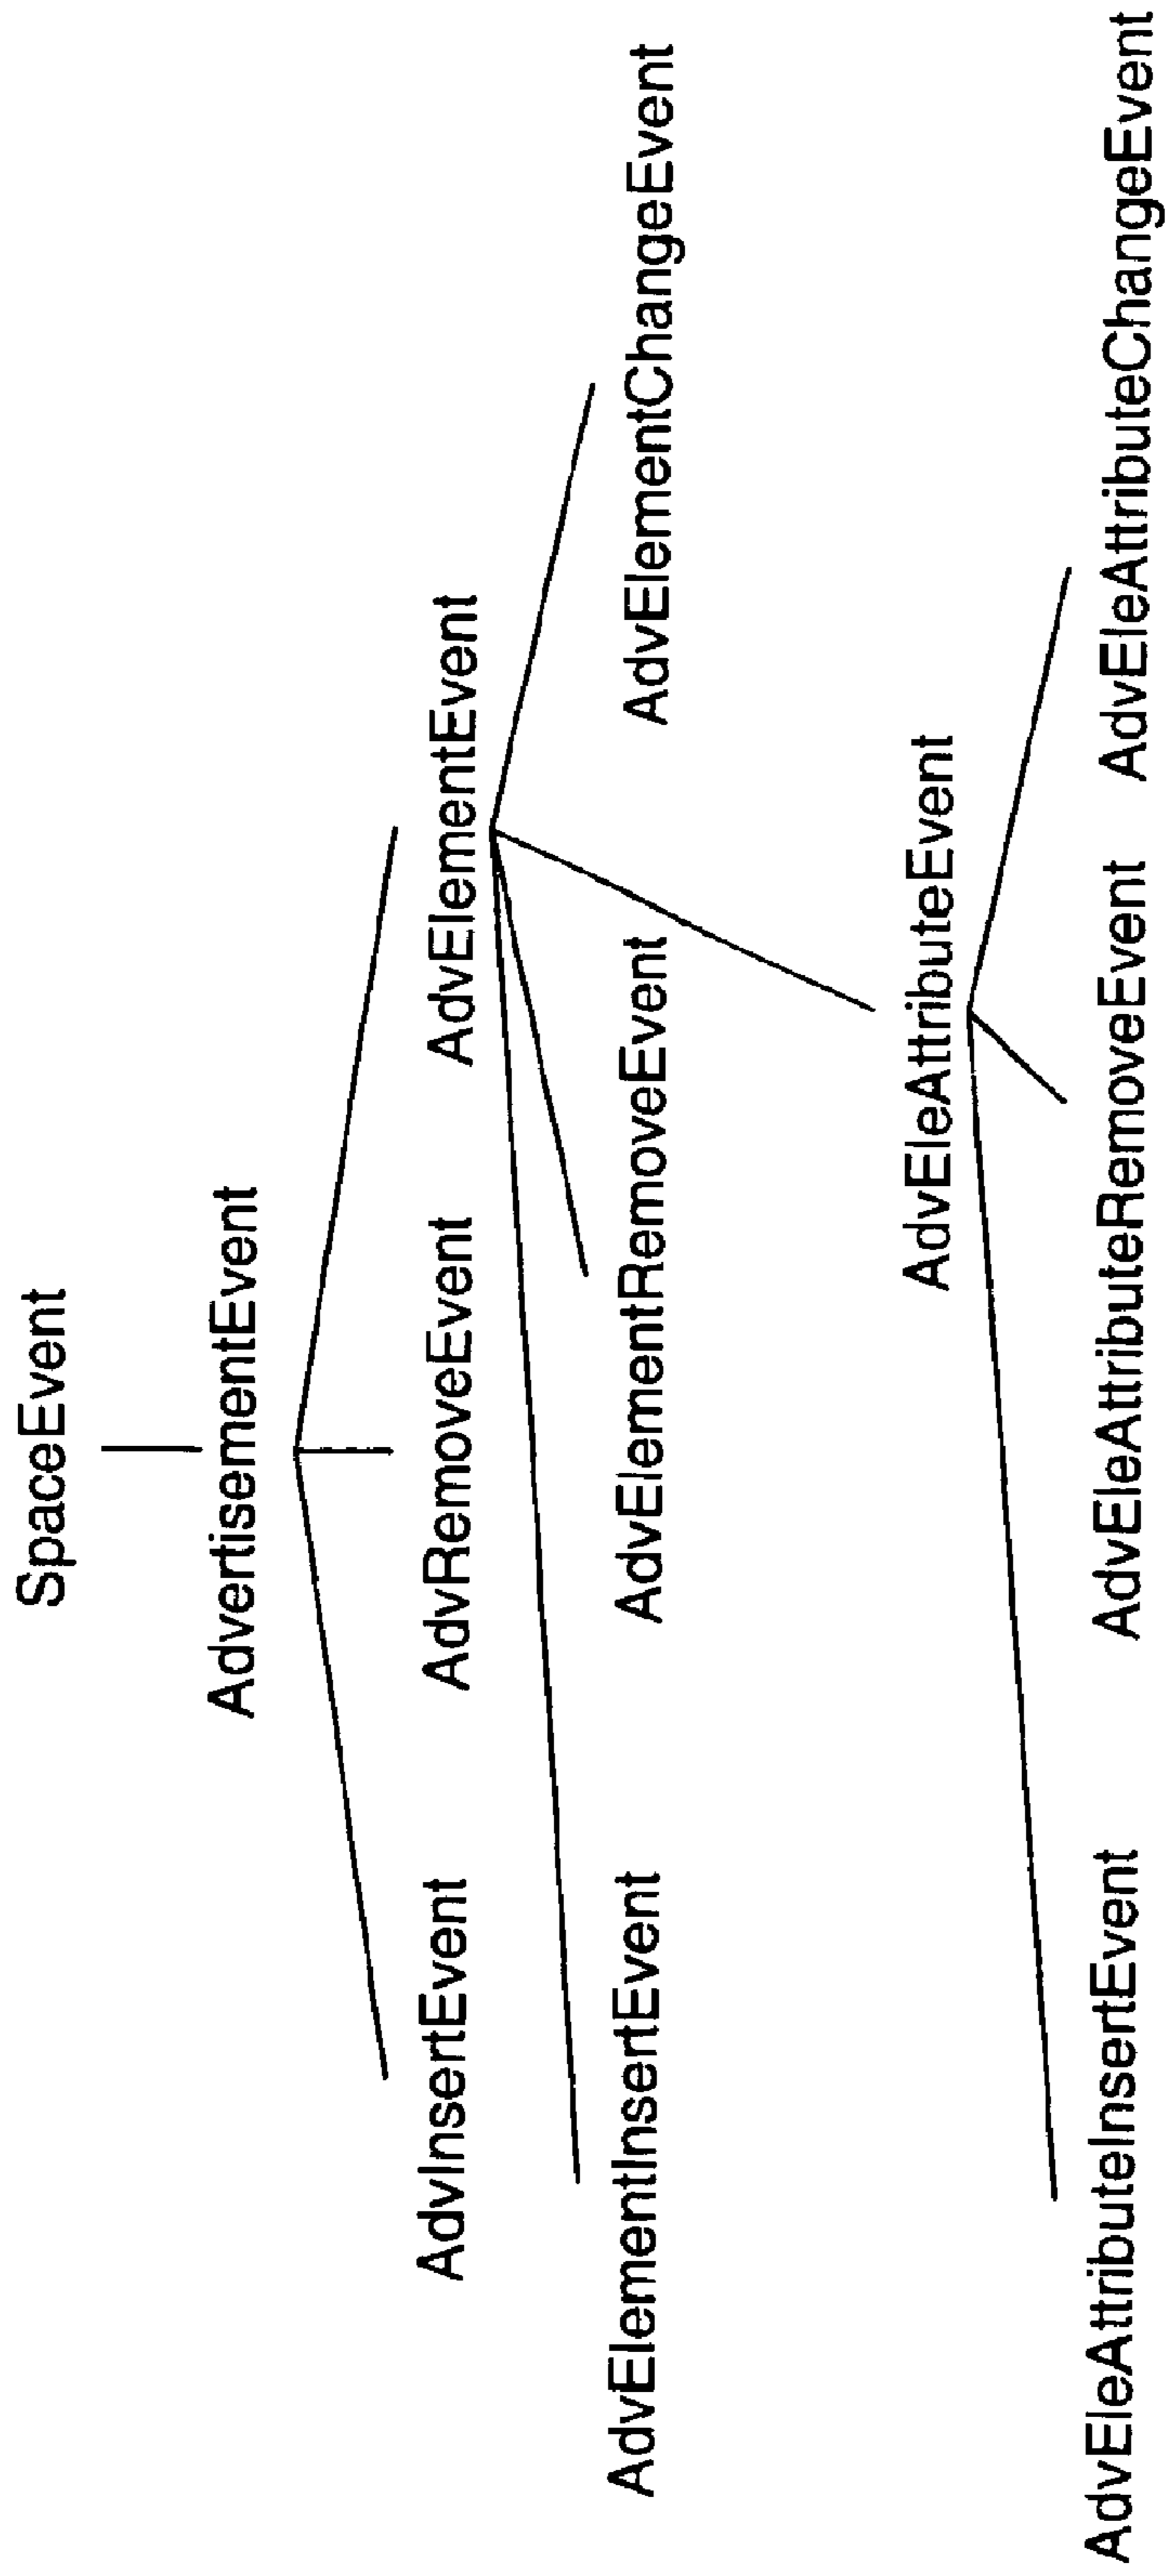 SpaceEvent
AdvertisementEvent
AdvInsertEvent AdvRemoveEvent AdvElementEvent
AdvElementInsertEvent AdvElementRemoveEvent AdvElementChangeEvent
AdvEleAttributeEvent
AdvEleAttributeInsertEvent AdvEleAttributeRemoveEvent AdvEleAttributeChangeEvent